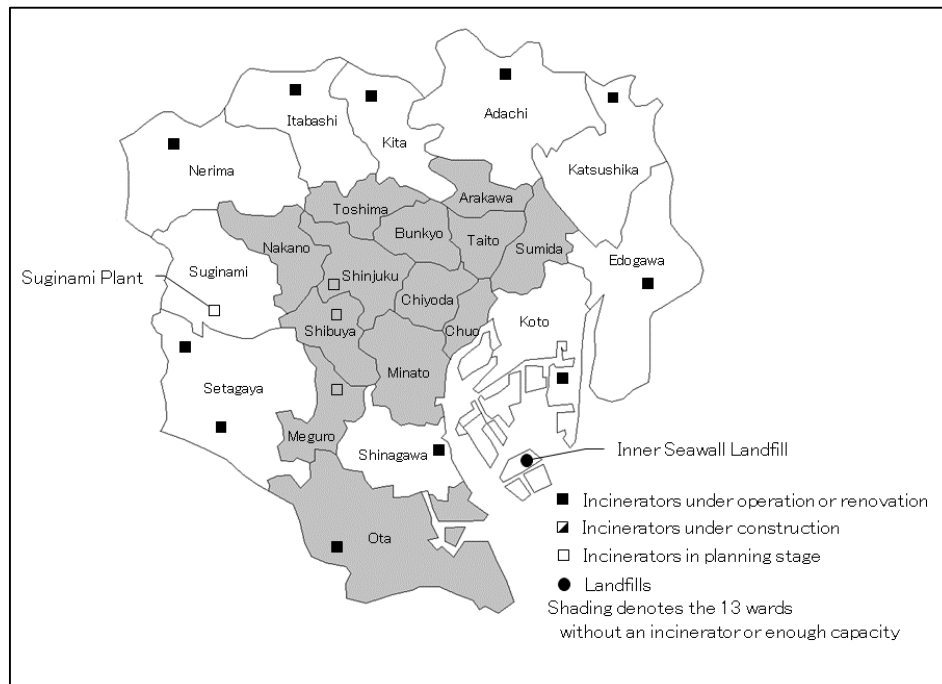 Adachi
Itabashi
Kita
Katsushika
Nerima
Arakawa
Toshima
Bunkyo
Taito
Sumida
Nakano
Edogawa
Suginami
Shinjuku
Suginami Plant
Chiyoda
Koto
Shibuya
Chuo
Minato
Setagaya
Meguro
Shinagawa
Inner Seawall Landfill
Incinerators under operation or renovation
Incinerators under construction
Ota
Incinerators in planning stage
Landfills
Shading denotes the 13 wards
without an incinerator or enough capacity